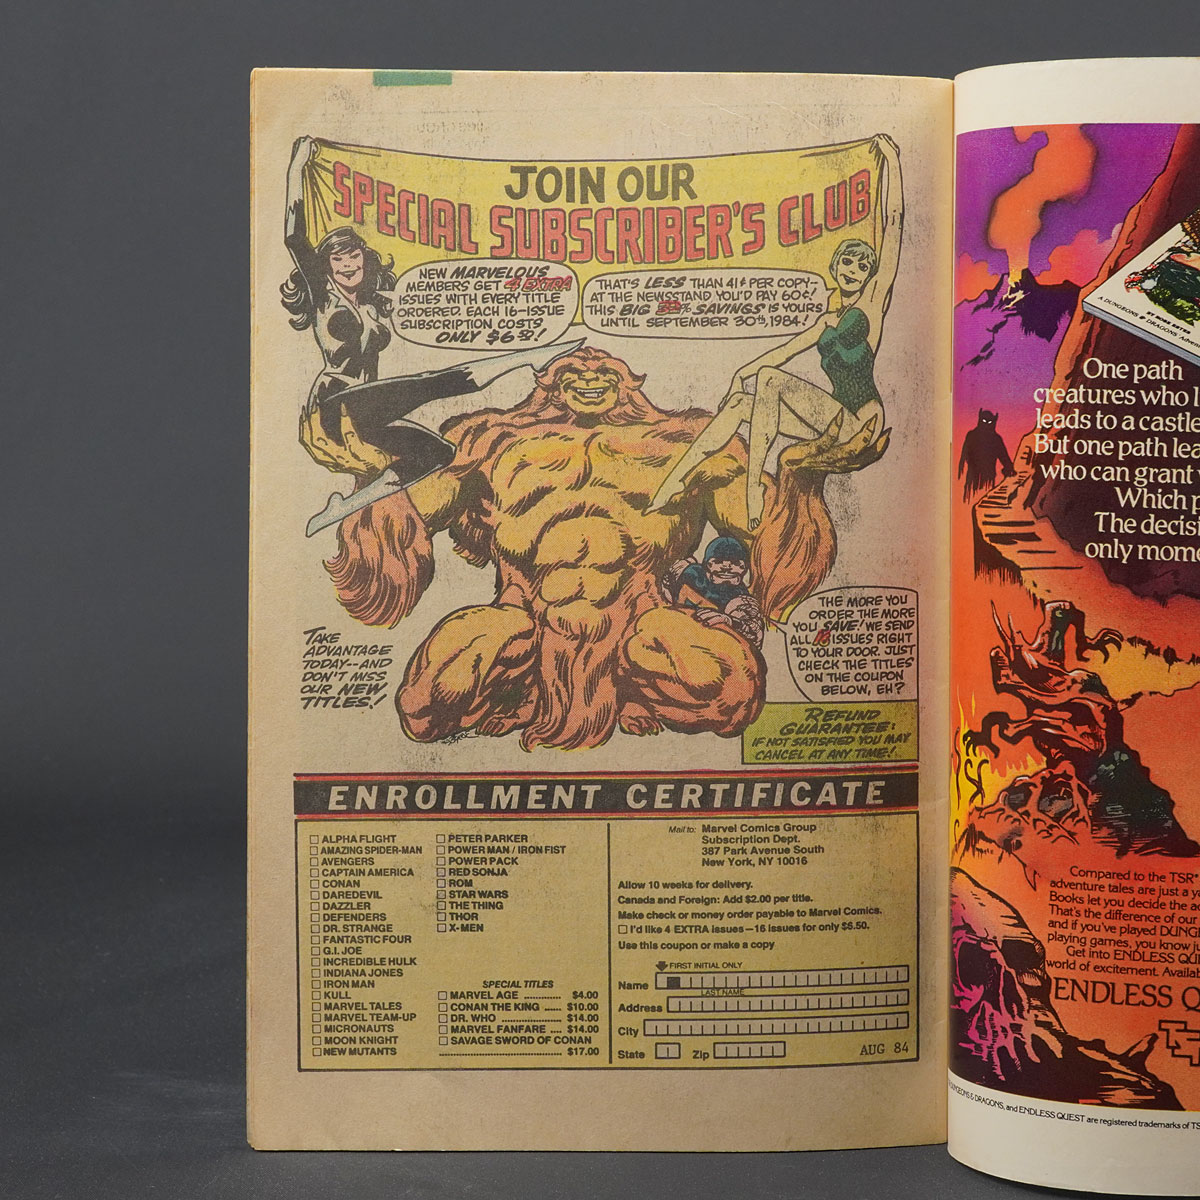 JOIN OUR
SPECIAL SUBSCRIBER'S CLUB
NEW MARVELOUS
MEMBERS GET 4 EXTRA
ISSUES WITH EVERY TITLE
ORDERED. EACH 16-ISSUE
SUBSCRIPTION COSTS
ONLY $6.50!
THAT'S LESS THAN 41¢ PER COPY--
AT THE NEWSSTAND YOU'D PAY 60¢!
THIS BIG % SAVINGS IS YOURS
UNTIL SEPTEMBER 30TH, 1984!
THE MORE YOU
ORDER THE MORE
YOU SAVE! WE SEND
ALL 16 ISSUES RIGHT
TO YOUR DOOR. JUST
CHECK THE TITLES
ON THE COUPON
BELOW, EH?
TAKE
ADVANTAGE
TODAY--AND
DON'T MISS
OUR NEW
TITLES!
REFUND
GUARANTEE:
IF NOT SATISFIED YOU MAY
CANCEL AT ANY TIME!
ENROLLMENT CERTIFICATE
ALPHA FLIGHT
AMAZING SPIDER-MAN
AVENGERS
CAPTAIN AMERICA
CONAN
DAREDEVIL
DAZZLER
DEFENDERS
DR. STRANGE
FANTASTIC FOUR
G.I. JOE
INCREDIBLE HULK
INDIANA JONES
IRON MAN
KULL
MARVEL TALES
MARVEL TEAM-UP
MICRONAUTS
MOON KNIGHT
NEW MUTANTS
PETER PARKER
POWER MAN / IRON FIST
POWER PACK
RED SONJA
ROM
STAR WARS
THE THING
THOR
X-MEN
SPECIAL TITLES
MARVEL AGE ............ $4.00
CONAN THE KING ..... $10.00
DR. WHO ................... $14.00
MARVEL FANFARE ... $14.00
SAVAGE SWORD OF CONAN
........................... $17.00
Mail to: Marvel Comics Group
Subscription Dept.
387 Park Avenue South
New York, NY 10016
Allow 10 weeks for delivery.
Canada and Foreign: Add $2.00 per title.
Make check or money order payable to Marvel Comics.
I'd like 4 EXTRA issues—16 issues for only $6.50.
Use this coupon or make a copy
FIRST INITIAL ONLY
Name
LAST NAME
Address
City
State Zip
AUG 84
A DUNGEONS & DRAGONS
BY ROSE ESTES
One path
creatures who
leads to a castle
But one path
who can grant
Which
The
only
Compared to the TSR
adventure tales are just a
Books let you decide the
That's the difference of our
and if you've played
playing games, you know
Get into ENDLESS
world of excitement.
ENDLESS
DUNGEONS & DRAGONS, and ENDLESS QUEST are registered trademarks of